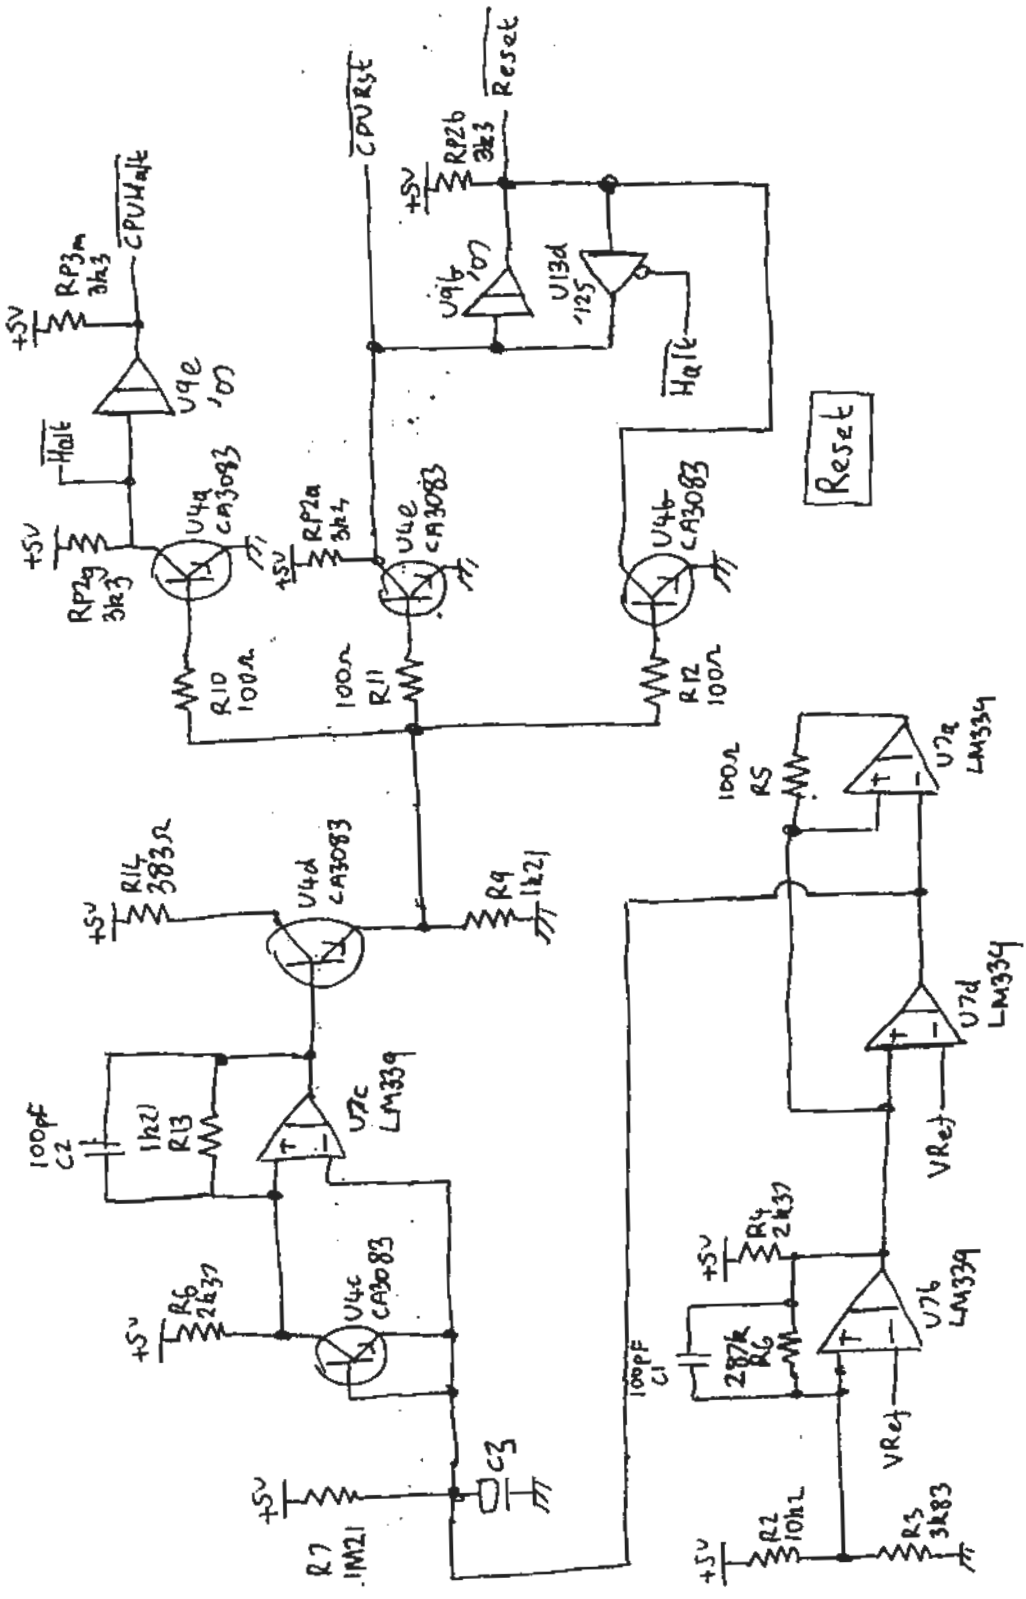 +5V
RP3m
3k3
CPUHalt
Halt
U9e
'07
+5V
RP2g
3k3
U4a
CA3083
R10
100Ω
CPURst
+5V
RP2a
3k3
U4e
CA3083
100Ω
R11
+5V
RP2b
3k3
Reset
U9b
'07
U13d
'125
Halt
U4b
CA3083
R12
100Ω
Reset
+5V
R14
383Ω
U4d
CA3083
R9
1k21
100pF
C2
1k21
R13
+
-
U7c
LM339
+5V
R6
2k37
U4c
CA3083
+5V
R7
1M21
C3
100Ω
R5
+
-
U7a
LM339
+
-
U7d
LM339
VRef
+5V
R4
2k37
100pF
C1
287k
R6
+
-
U7b
LM339
VRef
+5V
R2
10k2
R3
3k83